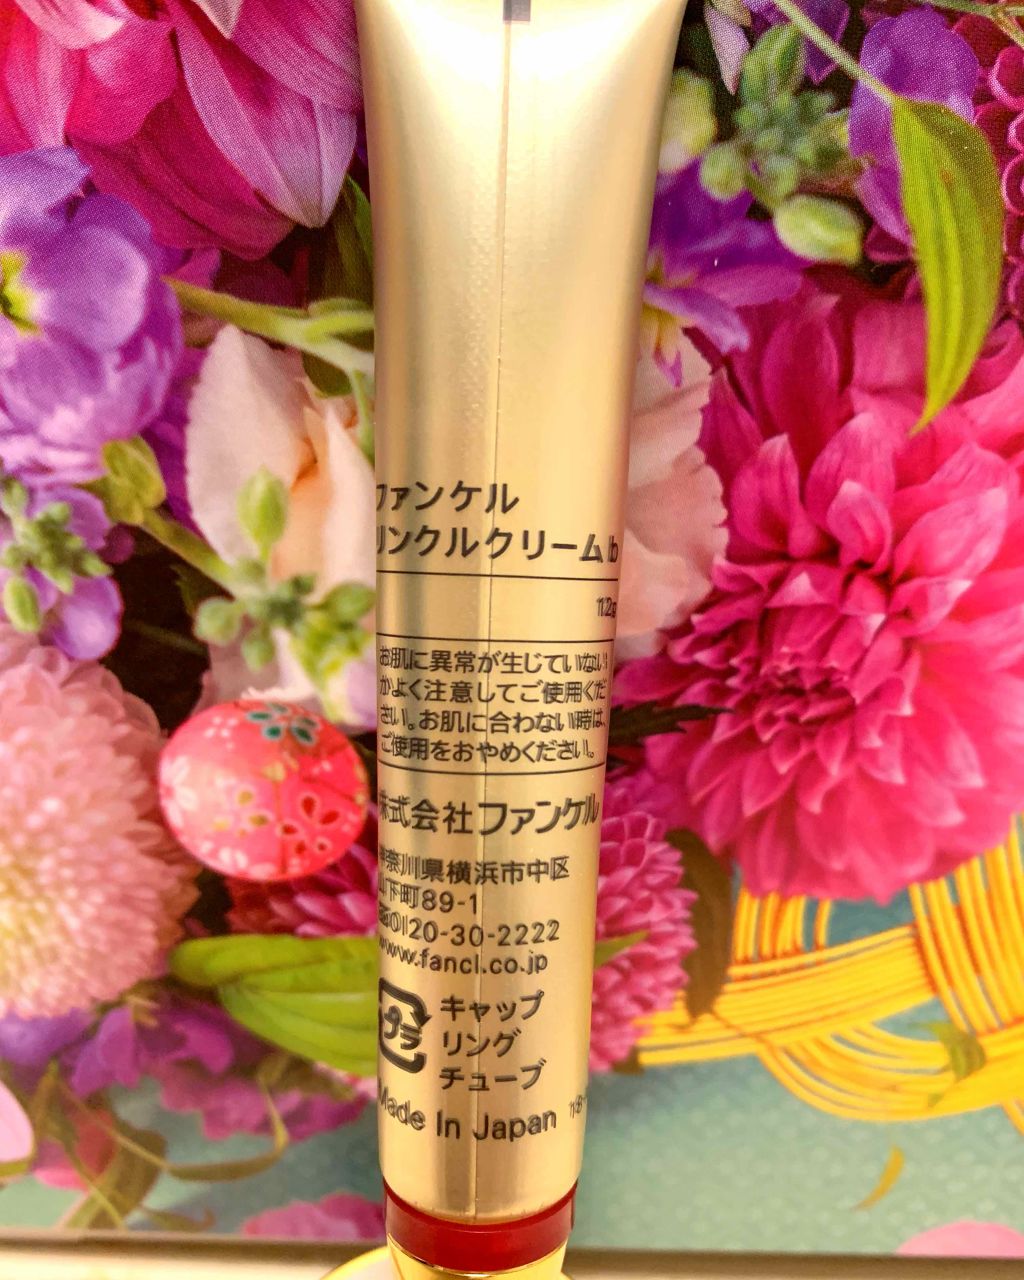 ファンケル
リンクルクリームb
12g
お肌に異常が生じていない
かよく注意してご使用くだ
さい。お肌に合わない時は、
ご使用をおやめください。
株式会社ファンケル
神奈川県横浜市中区
山下町89-1
0120-30-2222
www.fancl.co.jp
プラ
キャップ
リング
チューブ
Made In Japan